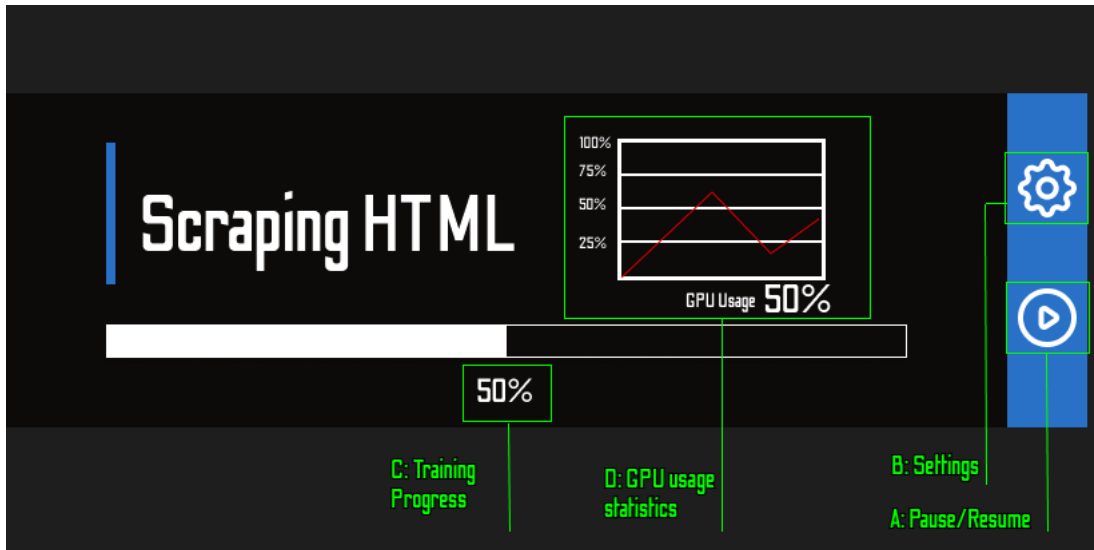 100%
75%
50%
25%
Scraping HTML
GPU Usage 50%
50%
C: Training
Progress
D: GPU usage
statistics
B: Settings
A: Pause/Resume